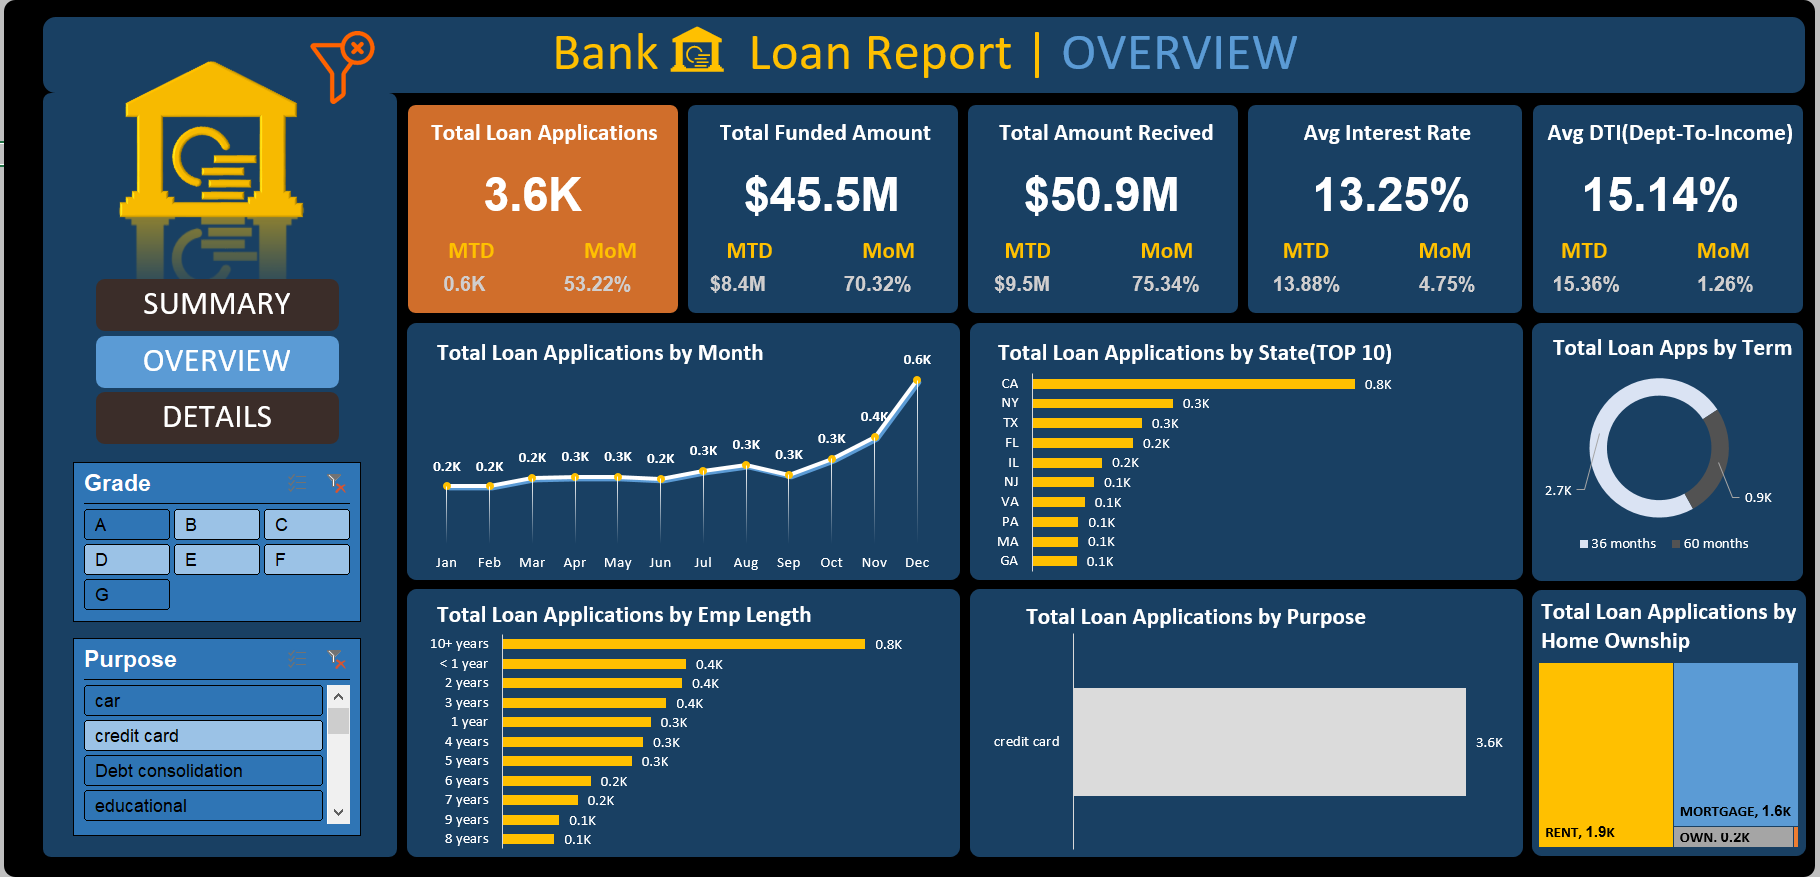 Bank Loan Report | OVERVIEW
SUMMARY
OVERVIEW
DETAILS
Grade
A B C
D E F
G
Purpose
car
credit card
Debt consolidation
educational
Total Loan Applications
3.6K
MTD MoM
0.6K 53.22%
Total Funded Amount
$45.5M
MTD MoM
$8.4M 70.32%
Total Amount Recived
$50.9M
MTD MoM
$9.5M 75.34%
Avg Interest Rate
13.25%
MTD MoM
13.88% 4.75%
Avg DTI(Dept-To-Income)
15.14%
MTD MoM
15.36% 1.26%
Total Loan Applications by Month
0.2K 0.2K 0.2K 0.3K 0.3K 0.2K 0.3K 0.3K 0.3K 0.3K 0.4K 0.6K
Jan Feb Mar Apr May Jun Jul Aug Sep Oct Nov Dec
Total Loan Applications by State(TOP 10)
CA 0.8K
NY 0.3K
TX 0.3K
FL 0.2K
IL 0.2K
NJ 0.1K
VA 0.1K
PA 0.1K
MA 0.1K
GA 0.1K
Total Loan Apps by Term
2.7K 0.9K
36 months 60 months
Total Loan Applications by Emp Length
10+ years 0.8K
< 1 year 0.4K
2 years 0.4K
3 years 0.4K
1 year 0.3K
4 years 0.3K
5 years 0.3K
6 years 0.2K
7 years 0.2K
9 years 0.1K
8 years 0.1K
Total Loan Applications by Purpose
credit card 3.6K
Total Loan Applications by
Home Ownship
MORTGAGE, 1.6K
RENT, 1.9K
OWN. 0.2K